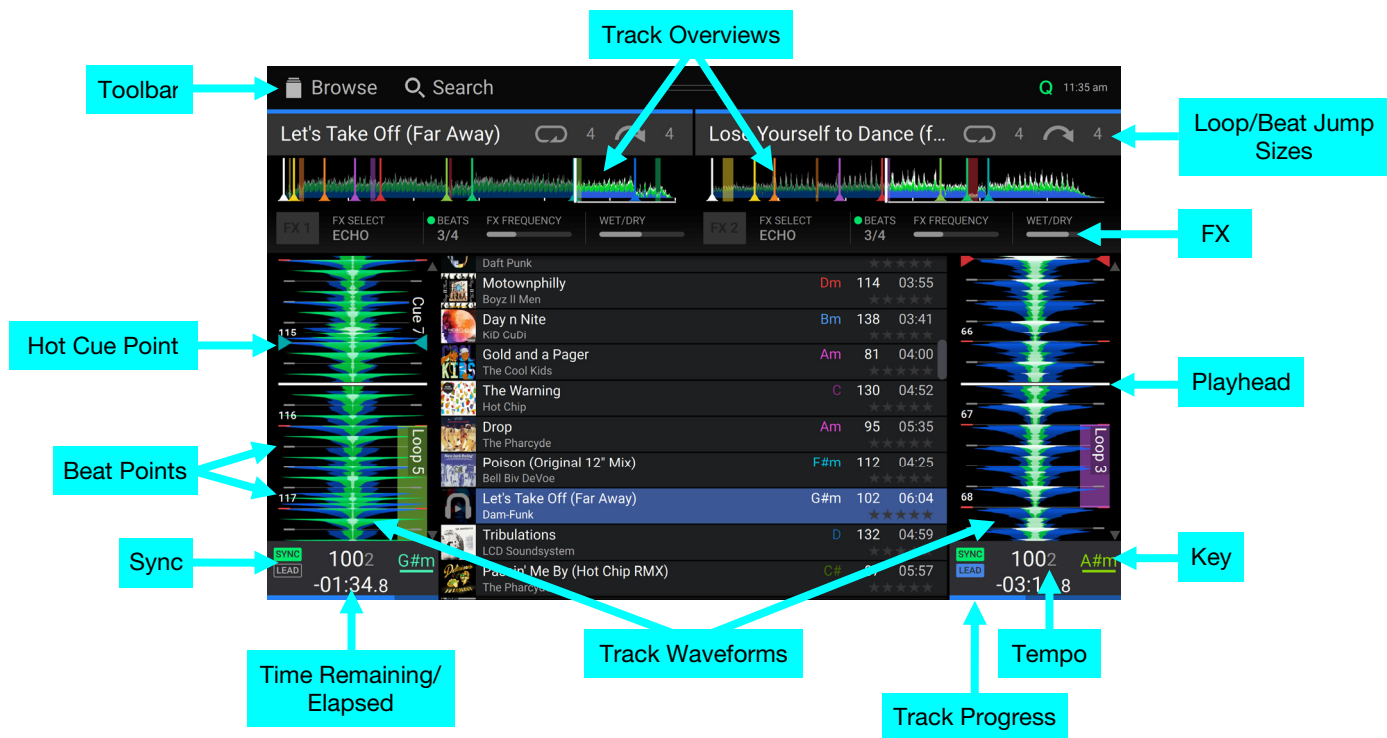 Track Overviews
Toolbar
Browse Search Q 11:35 am
Let's Take Off (Far Away) 4 4
Lose Yourself to Dance (f... 4 4
Loop/Beat Jump
Sizes
FX 1 FX SELECT ECHO BEATS 3/4 FX FREQUENCY WET/DRY
FX 2 FX SELECT ECHO BEATS 3/4 FX FREQUENCY WET/DRY
FX
Hot Cue Point
Beat Points
Sync
Cue 7
115
116
Loop 5
117
Daft Punk
Motownphilly Dm 114 03:55
Boyz II Men
Day n Nite Bm 138 03:41
KiD CuDi
Gold and a Pager Am 81 04:00
The Cool Kids
The Warning C 130 04:52
Hot Chip
Drop Am 95 05:35
The Pharcyde
Poison (Original 12" Mix) F#m 112 04:25
Bell Biv DeVoe
Let's Take Off (Far Away) G#m 102 06:04
Dam-Funk
Tribulations D 132 04:59
LCD Soundsystem
Me By (Hot Chip RMX) C# 05:57
The Pharcyde
66
67
Loop 3
68
Playhead
Key
SYNC
LEAD
1002
G#m
-01:34.8
SYNC
LEAD
1002
A#m
-03:1 .8
Time Remaining/
Elapsed
Track Waveforms
Tempo
Track Progress